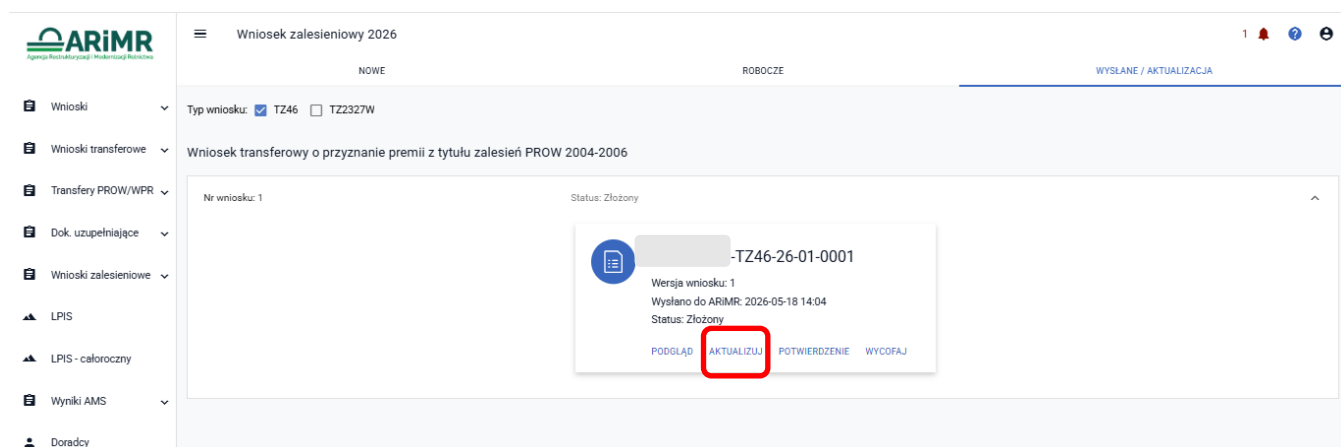 ARiMR
Agencja Restrukturyzacji i Modernizacji Rolnictwa
Wniosek zalesieniowy 2026
1
NOWE
ROBOCZE
WYSŁANE / AKTUALIZACJA
Wnioski
Typ wniosku: TZ46 TZ2327W
Wnioski transferowe
Wniosek transferowy o przyznanie premii z tytułu zalesień PROW 2004-2006
Transfery PROW/WPR
Nr wniosku: 1
Status: Złożony
Dok. uzupełniające
-TZ46-26-01-0001
Wnioski zalesieniowe
Wersja wniosku: 1
Wysłano do ARiMR: 2026-05-18 14:04
Status: Złożony
LPIS
PODGLĄD AKTUALIZUJ POTWIERDZENIE WYCOFAJ
LPIS - całoroczny
Wyniki AMS
Doradcy